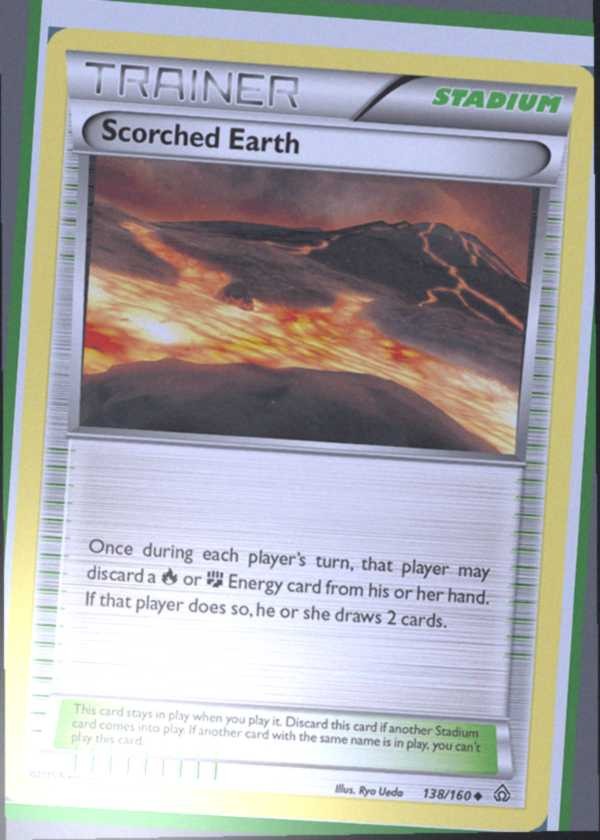 TRAINER
STADIUM
Scorched Earth
Once during each player's turn, that player may
discard a or Energy card from his or her hand.
If that player does so, he or she draws 2 cards.
This card stays in play when you play it. Discard this card if another Stadium
card comes into play. If another card with the same name is in play, you can't
play this card.
Illus. Ryo Ueda 138/160